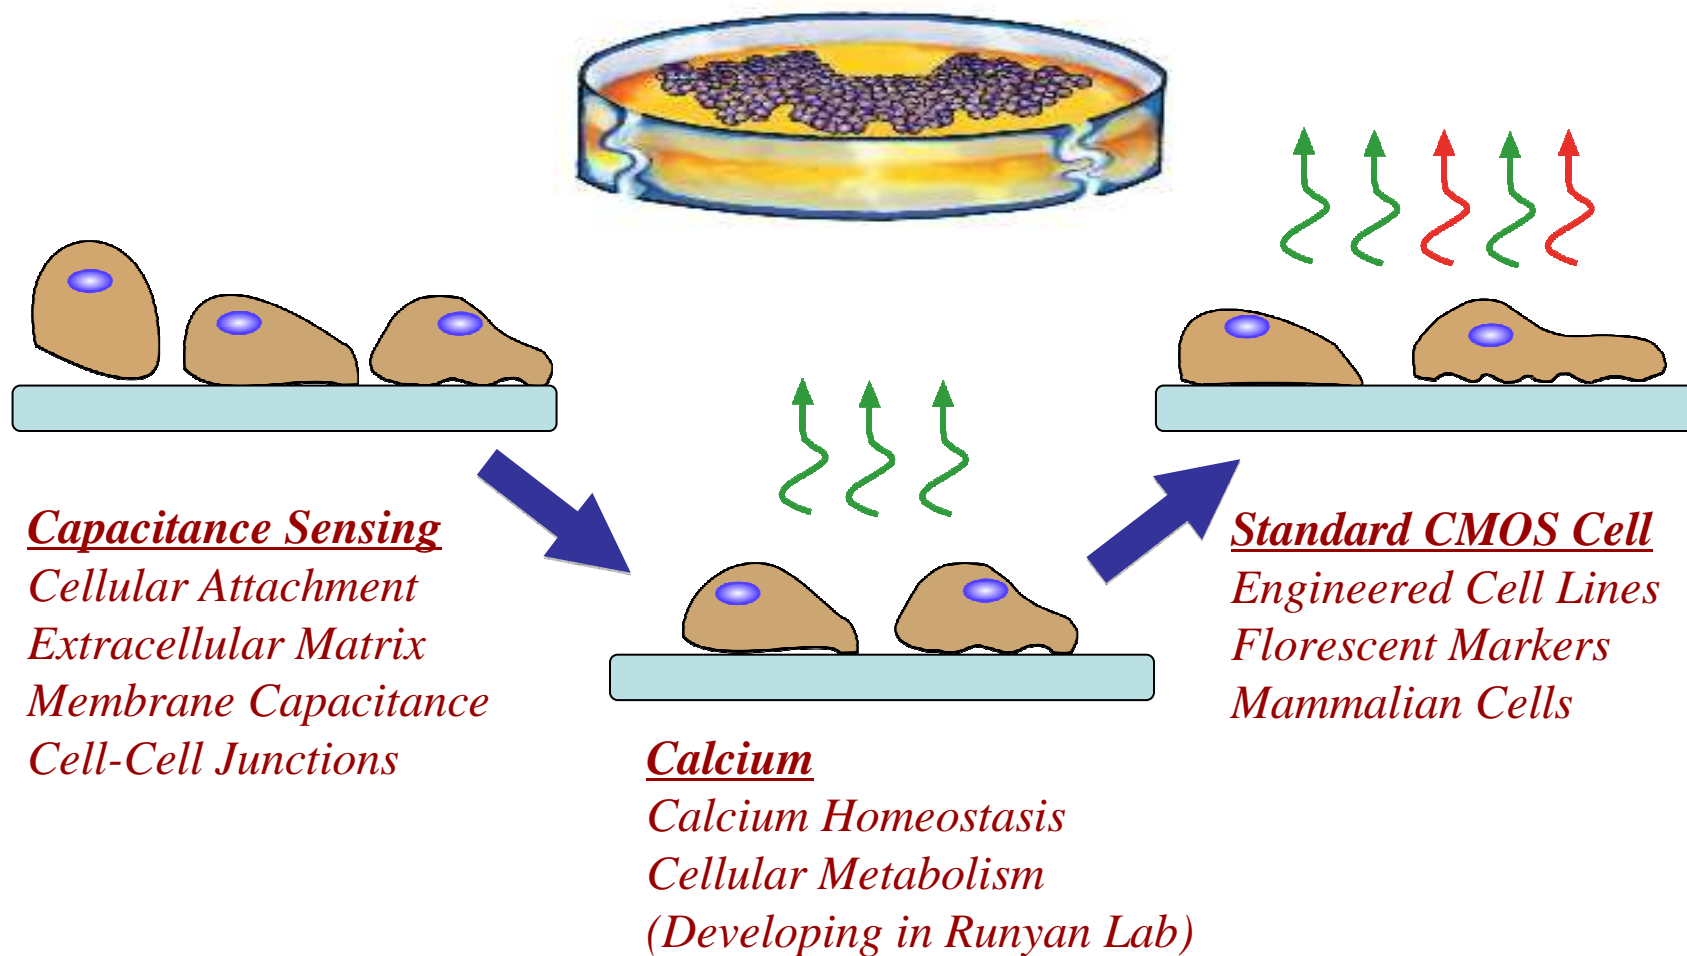 Capacitance Sensing
Cellular Attachment
Extracellular Matrix
Membrane Capacitance
Cell-Cell Junctions
Calcium
Calcium Homeostasis
Cellular Metabolism
(Developing in Runyan Lab)
Standard CMOS Cell
Engineered Cell Lines
Florescent Markers
Mammalian Cells